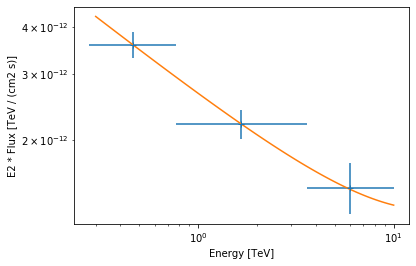 4 × 10⁻¹²
3 × 10⁻¹²
2 × 10⁻¹²
E2 * Flux [TeV / (cm2 s)]
10⁰
10¹
Energy [TeV]